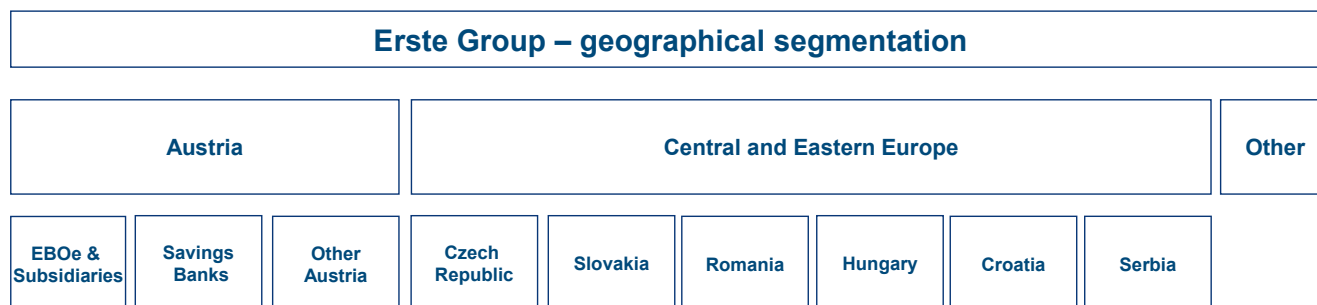 Erste Group – geographical segmentation
Austria
Central and Eastern Europe
Other
EBOe &
Subsidiaries
Savings
Banks
Other
Austria
Czech
Republic
Slovakia
Romania
Hungary
Croatia
Serbia